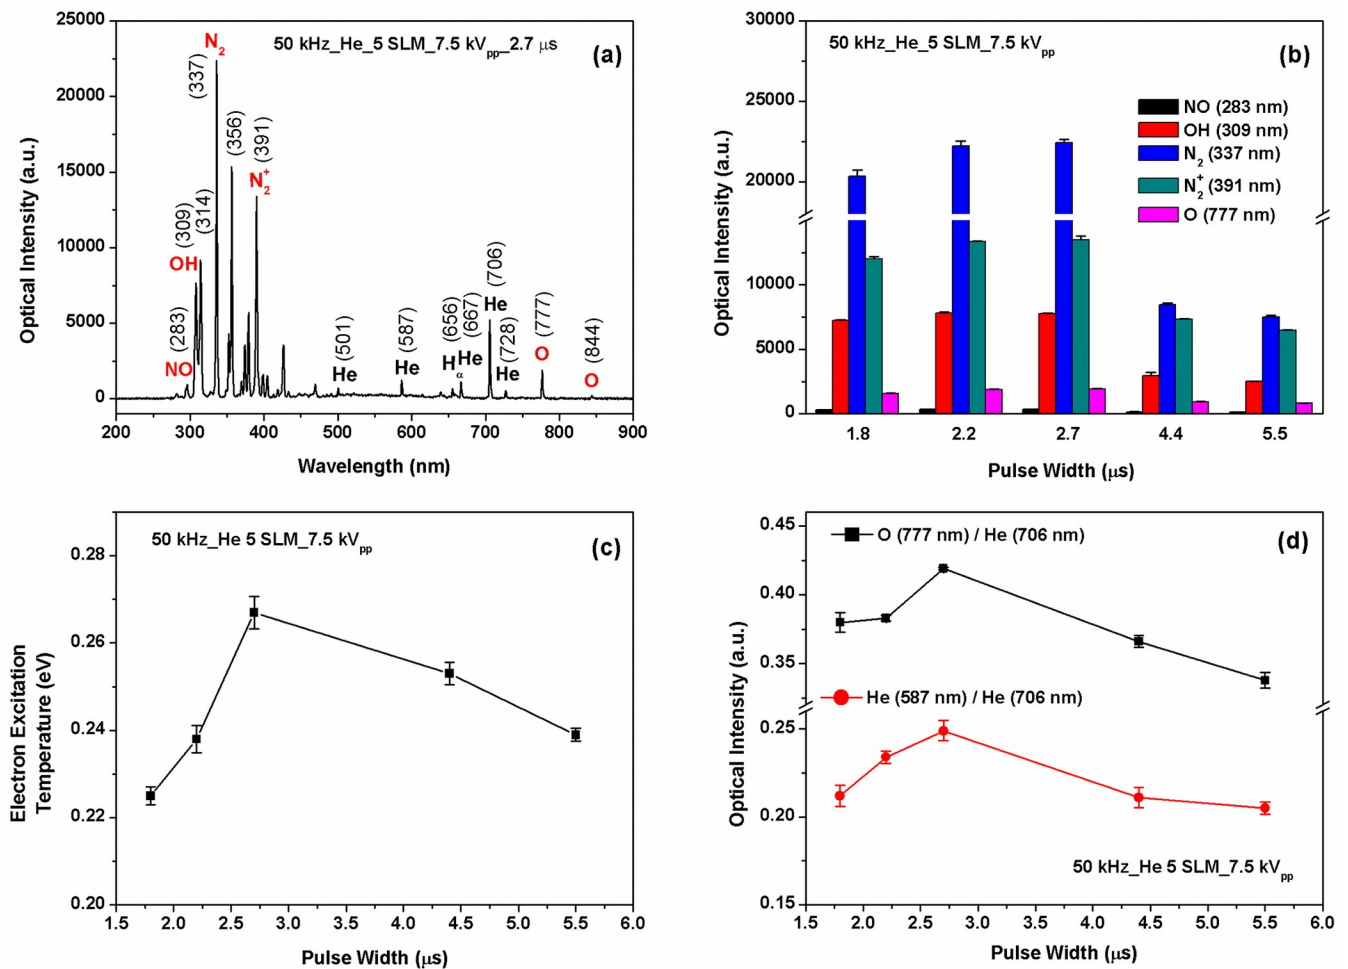 50 kHz_He_5 SLM_7.5 kVpp_2.7 μs
(a)
Optical Intensity (a.u.)
25000
20000
15000
10000
5000
0
N2
(337)
(356)
(391)
N2+
(309)
(314)
OH
(283)
NO
(501)
He
(587)
He
(656)
(667)
Hα
He
(706)
He
(728)
He
(777)
O
(844)
O
100 200 300 400 500 600 700 800 900
Wavelength (nm)
50 kHz_He_5 SLM_7.5 kVpp
(b)
Optical Intensity (a.u.)
30000
20000
10000
5000
0
NO (283 nm)
OH (309 nm)
N2 (337 nm)
N2+ (391 nm)
O (777 nm)
1.8 2.2 2.7 4.4 5.5
Pulse Width (μs)
50 kHz_He 5 SLM_7.5 kVpp
(c)
Electron Excitation
Temperature (eV)
0.28
0.26
0.24
0.22
0.20
1.5 2.0 2.5 3.0 3.5 4.0 4.5 5.0 5.5 6.0
Pulse Width (μs)
O (777 nm) / He (706 nm)
(d)
Optical Intensity (a.u.)
0.45
0.40
0.35
He (587 nm) / He (706 nm)
0.25
0.20
0.15
50 kHz_He 5 SLM_7.5 kVpp
1.5 2.0 2.5 3.0 3.5 4.0 4.5 5.0 5.5 6.0
Pulse Width (μs)